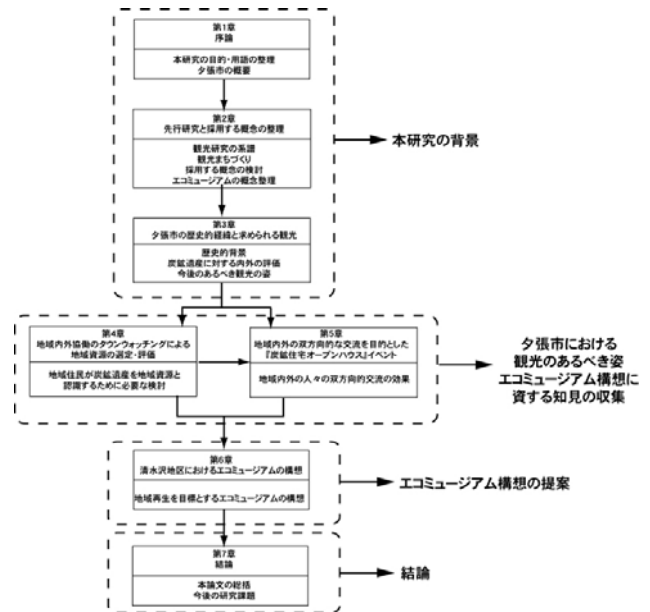 第1章
序論
本研究の目的・用語の整理
夕張市の概要
第2章
先行研究と採用する概念の整理
観光研究の系譜
観光まちづくり
採用する概念の検討
エコミュージアムの概念整理
本研究の背景
第3章
夕張市の歴史的経緯と求められる観光
歴史的背景
炭鉱遺産に対する内外の評価
今後のあるべき観光の姿
第4章
地域内外協働のタウンウォッチングによる
地域資源の選定・評価
地域住民が炭鉱遺産を地域資源と
認識するために必要な検討
第5章
地域内外の双方向的な交流を目的とした
『炭鉱住宅オープンハウス』イベント
地域内外の人々の双方向的交流の効果
夕張市における
観光のあるべき姿
エコミュージアム構想に
資する知見の収集
第6章
清水沢地区におけるエコミュージアムの構想
地域再生を目標とするエコミュージアムの構想
エコミュージアム構想の提案
第7章
結論
本論文の総括
今後の研究課題
結論